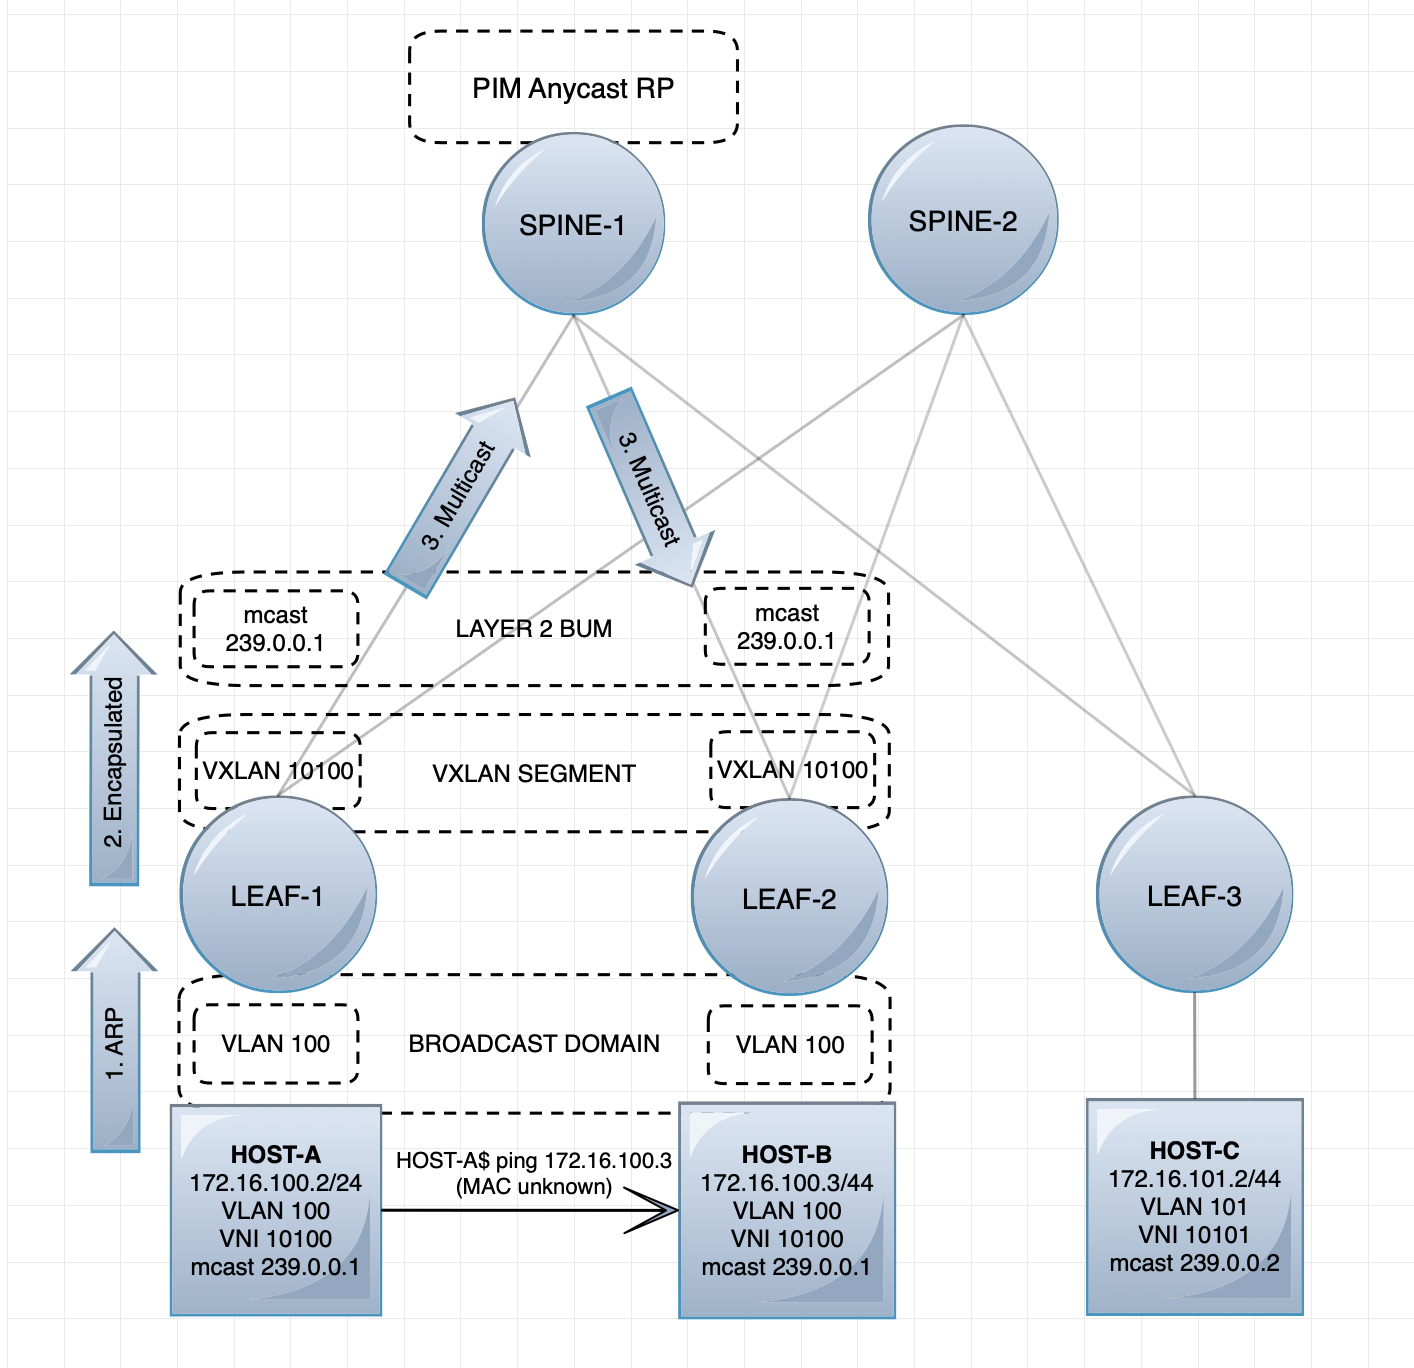 PIM Anycast RP
SPINE-1
SPINE-2
3. Multicast
3. Multicast
mcast
239.0.0.1
LAYER 2 BUM
mcast
239.0.0.1
2. Encapsulated
VXLAN 10100
VXLAN SEGMENT
VXLAN 10100
LEAF-1
LEAF-2
LEAF-3
1. ARP
VLAN 100
BROADCAST DOMAIN
VLAN 100
HOST-A
172.16.100.2/24
VLAN 100
VNI 10100
mcast 239.0.0.1
HOST-A$ ping 172.16.100.3
(MAC unknown)
HOST-B
172.16.100.3/44
VLAN 100
VNI 10100
mcast 239.0.0.1
HOST-C
172.16.101.2/44
VLAN 101
VNI 10101
mcast 239.0.0.2